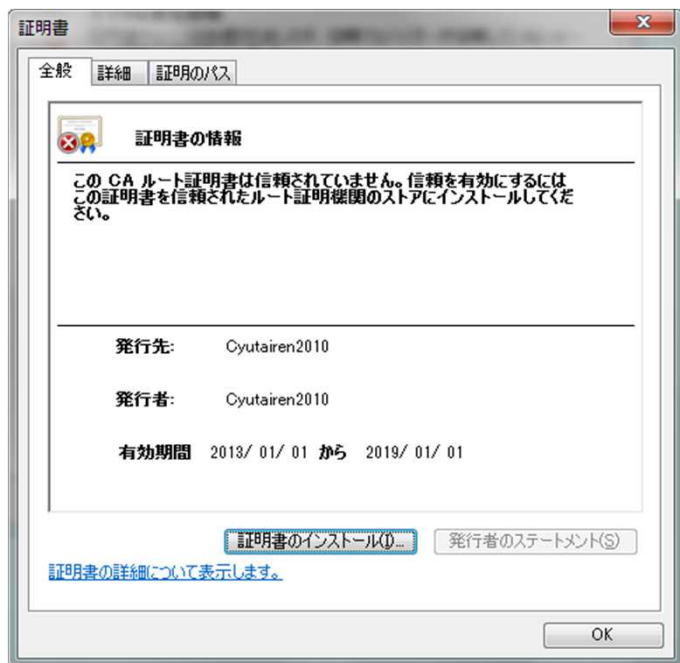 証明書
全般 詳細 証明のパス
証明書の情報
この CA ルート証明書は信頼されていません。信頼を有効にするには
この証明書を信頼されたルート証明機関のストアにインストールしてくだ
さい。
発行先: Cyutairen2010
発行者: Cyutairen2010
有効期間 2013/ 01/ 01 から 2019/ 01/ 01
証明書のインストール(I)... 発行者のステートメント(S)
証明書の詳細について表示します。
OK